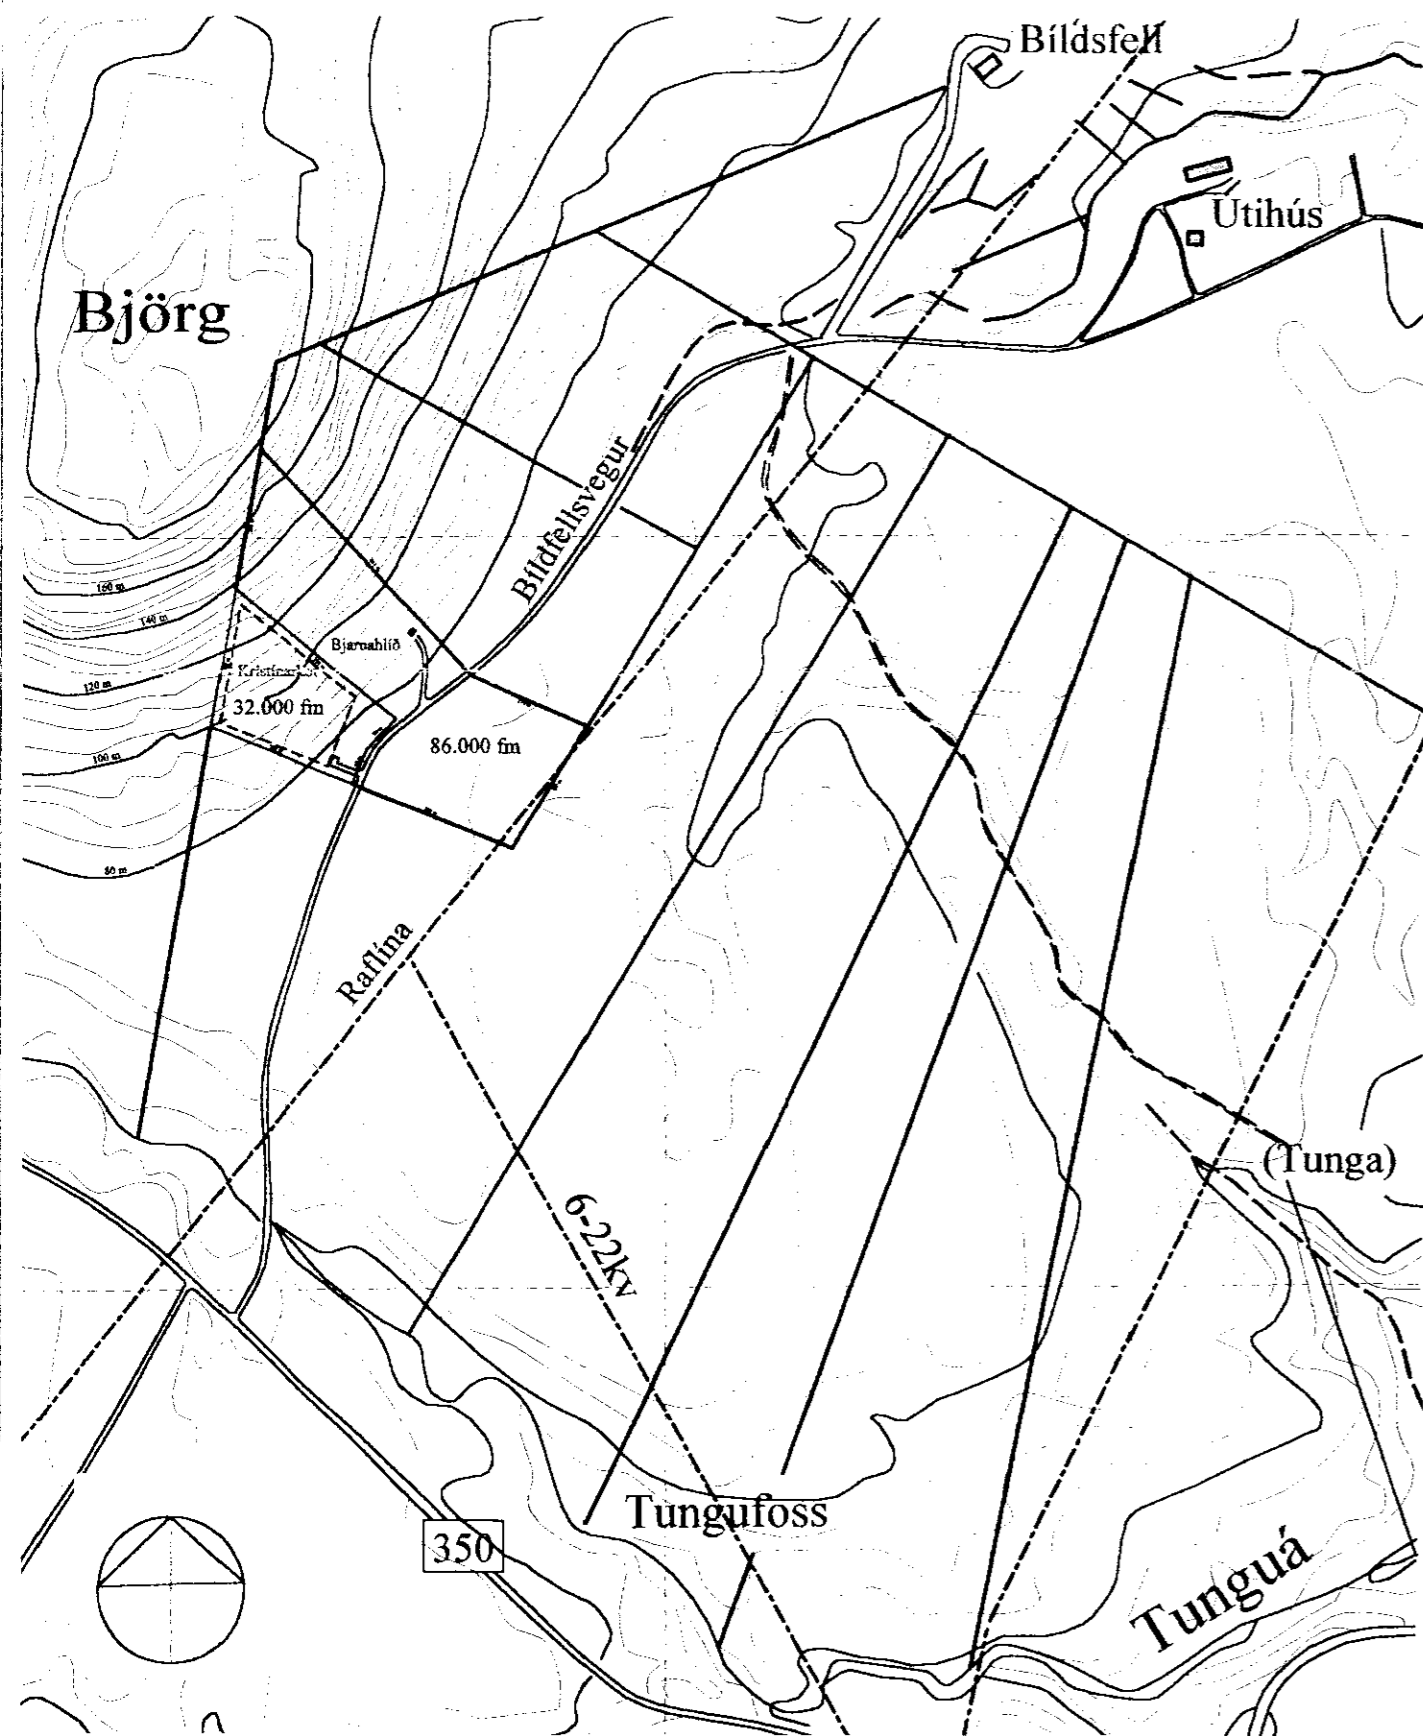 Bíldsfell
Útihús
Björg
Bíldfellsvegur
160 m
140 m
Bjarnahlíð
120 m
32.000 fm
86.000 fm
100 m
80 m
Raflína
(Tunga)
6-22kv
Tungufoss
350
Tunguá